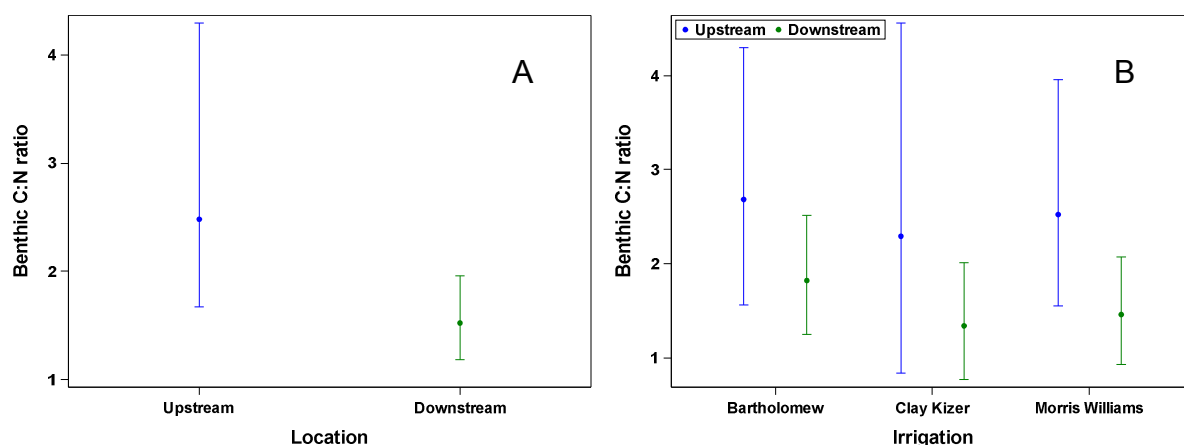 A
Benthic C:N ratio
4
3
2
1
Upstream Downstream
Location
Upstream Downstream
B
Benthic C:N ratio
4
3
2
1
Bartholomew Clay Kizer Morris Williams
Irrigation